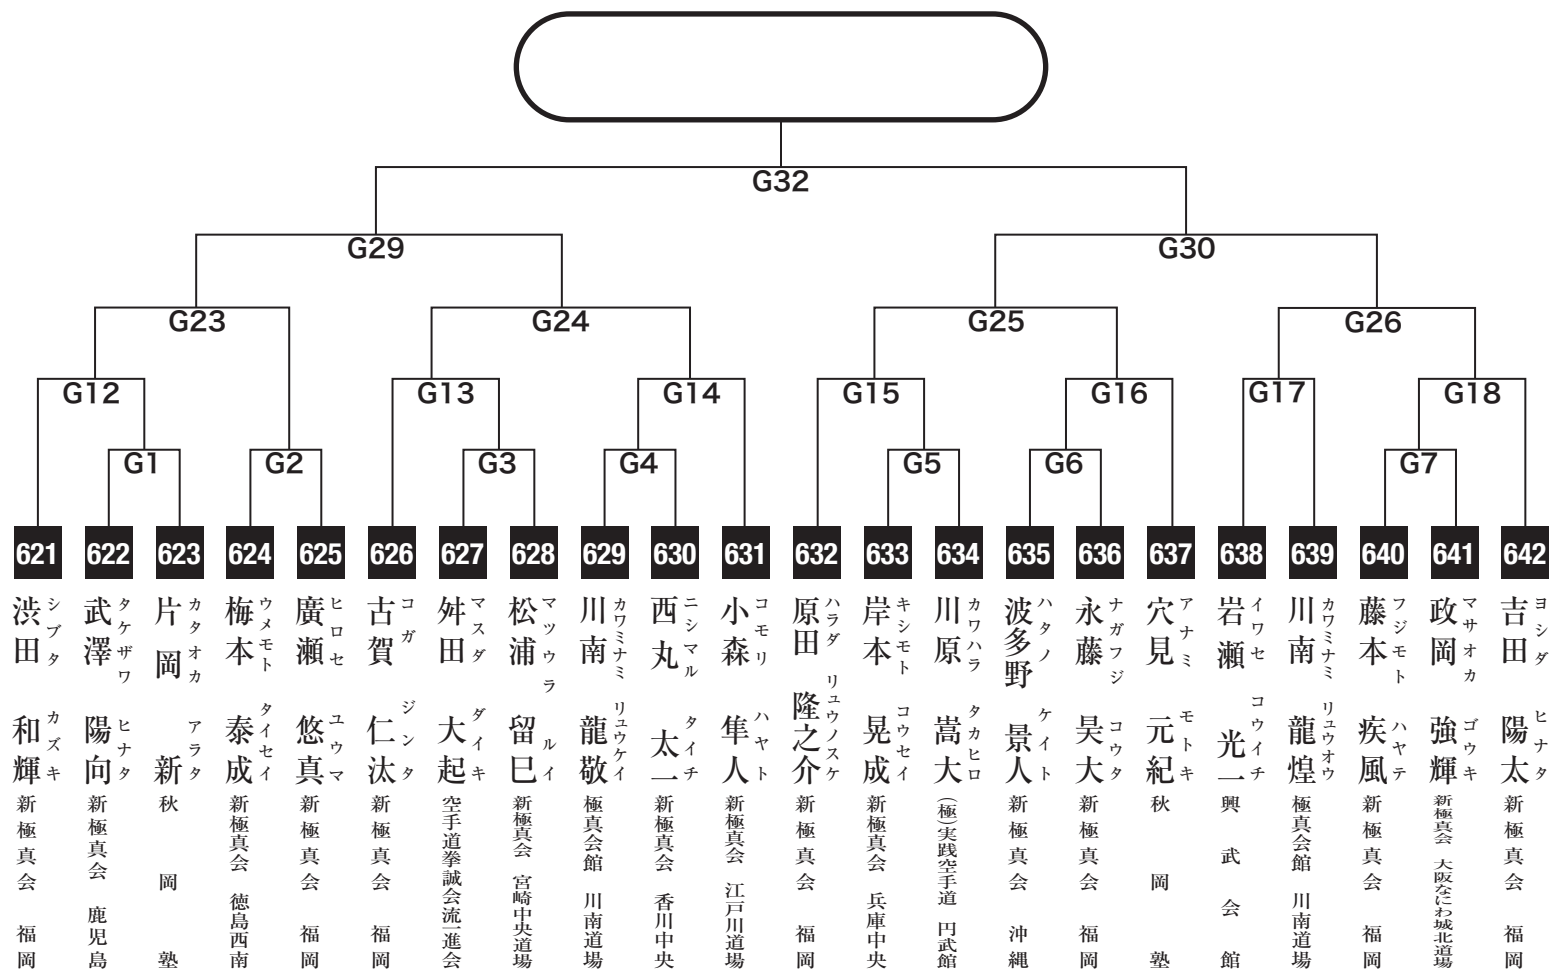 G32
G29
G30
G23
G24
G25
G26
G12
G13
G14
G15
G16
G17
G18
G1
G2
G3
G4
G5
G6
G7
621
渋田 和輝
シブタ カズキ
新極真会 福岡
622
武澤 陽向
タケザワ ヒナタ
新極真会 鹿児島
623
片岡 新
カタオカ アラタ
秋岡塾
624
梅本 泰成
ウメモト タイセイ
新極真会 徳島西南
625
廣瀬 悠真
ヒロセ ユウマ
新極真会 福岡
626
古賀 仁汰
コガ ジンタ
新極真会 福岡
627
舛田 大起
マスダ ダイキ
空手道拳誠会流一進会
628
松浦 留巳
マツウラ ルイ
新極真会 宮崎中央道場
629
川南 龍敬
カワミナミ リュウケイ
極真会館 川南道場
630
西丸 太一
ニシマル タイチ
新極真会 香川中央
631
小森 隼人
コモリ ハヤト
新極真会 江戸川道場
632
原田 隆之介
ハラダ リュウノスケ
新極真会 福岡
633
岸本 晃成
キシモト コウセイ
新極真会 兵庫中央
634
川原 嵩大
カワハラ タカヒロ
(極)実践空手道 円武館
635
波多野 景人
ハタノ ケイト
新極真会 沖縄
636
永藤 昊大
ナガフジ コウタ
新極真会 福岡
637
穴見 元紀
アナミ モトキ
秋岡塾
638
岩瀬 光一
イワセ コウイチ
興武会館
639
川南 龍煌
カワミナミ リュウオウ
極真会館 川南道場
640
藤本 疾風
フジモト ハヤテ
新極真会 福岡
641
政岡 強輝
マサオカ ゴウキ
新極真会 大阪なにわ城北道場
642
吉田 陽太
ヨシダ ヒナタ
新極真会 福岡